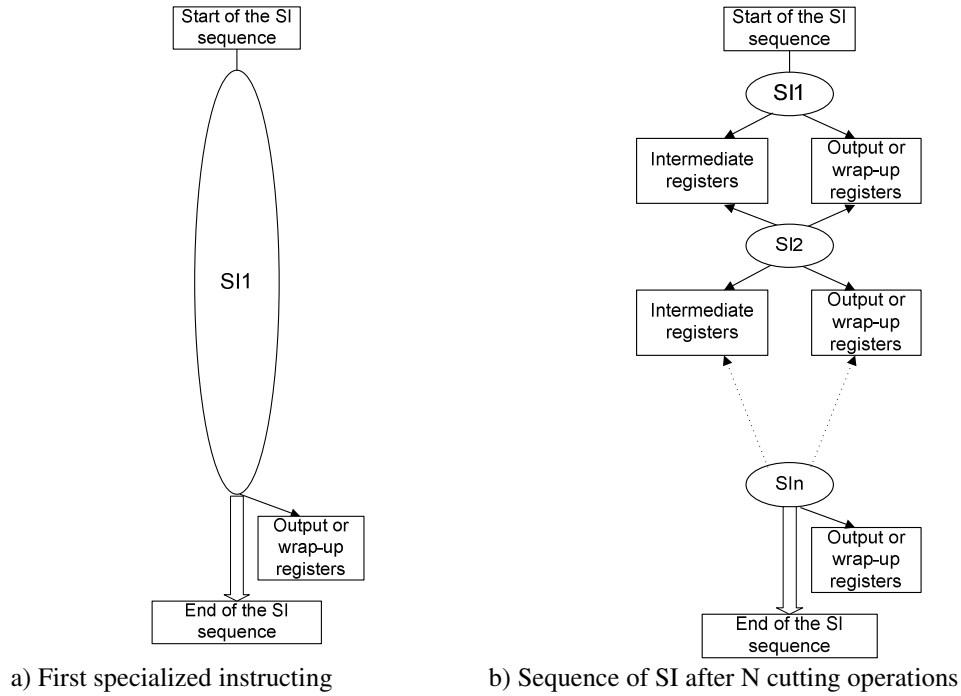 Start of the SI
sequence
SI1
Output or
wrap-up
registers
End of the SI
sequence
a) First specialized instructing
Start of the SI
sequence
SI1
Intermediate
registers
Output or
wrap-up
registers
SI2
Intermediate
registers
Output or
wrap-up
registers
SIn
Output or
wrap-up
registers
End of the SI
sequence
b) Sequence of SI after N cutting operations